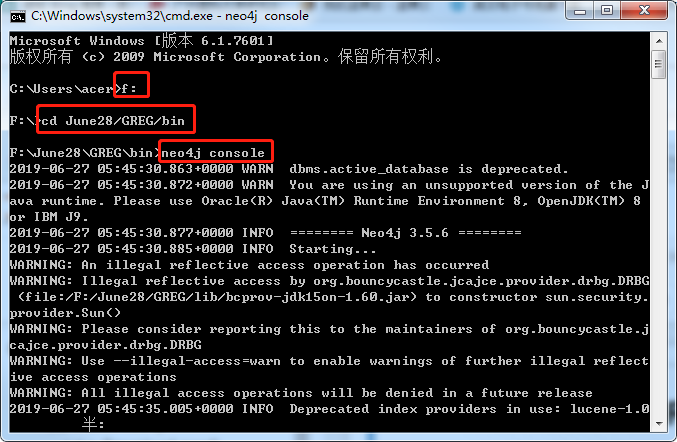 C:\Windows\system32\cmd.exe - neo4j  console
Microsoft Windows [版本 6.1.7601]
版权所有 (c) 2009 Microsoft Corporation。保留所有权利。
C:\Users\acer>f:
F:\>cd June28/GREG/bin
F:\June28\GREG\bin>neo4j console
2019-06-27 05:45:30.863+0000 WARN  dbms.active_database is deprecated.
2019-06-27 05:45:30.872+0000 WARN  You are using an unsupported version of the J
ava runtime. Please use Oracle(R) Java(TM) Runtime Environment 8, OpenJDK(TM) 8
or IBM J9.
2019-06-27 05:45:30.877+0000 INFO  ======== Neo4j 3.5.6 ========
2019-06-27 05:45:30.885+0000 INFO  Starting...
WARNING: An illegal reflective access operation has occurred
WARNING: Illegal reflective access by org.bouncycastle.jcajce.provider.drbg.DRBG
 (file:/F:/June28/GREG/lib/bcprov-jdk15on-1.60.jar) to constructor sun.security.
provider.Sun()
WARNING: Please consider reporting this to the maintainers of org.bouncycastle.j
cajce.provider.drbg.DRBG
WARNING: Use --illegal-access=warn to enable warnings of further illegal reflect
ive access operations
WARNING: All illegal access operations will be denied in a future release
2019-06-27 05:45:35.005+0000 INFO  Deprecated index providers in use: lucene-1.0
半: